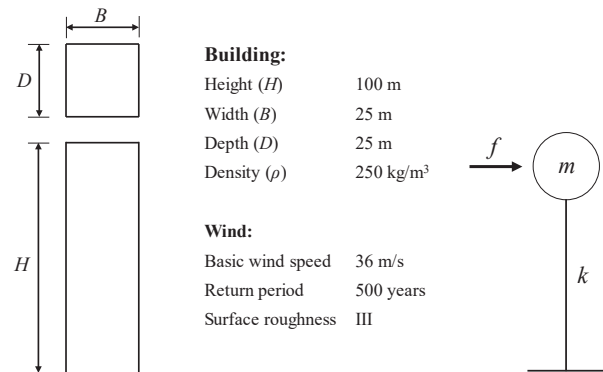 B
D
H
Building:
Height (H) 100 m
Width (B) 25 m
Depth (D) 25 m
Density (ρ) 250 kg/m³
Wind:
Basic wind speed 36 m/s
Return period 500 years
Surface roughness III
f
m
k